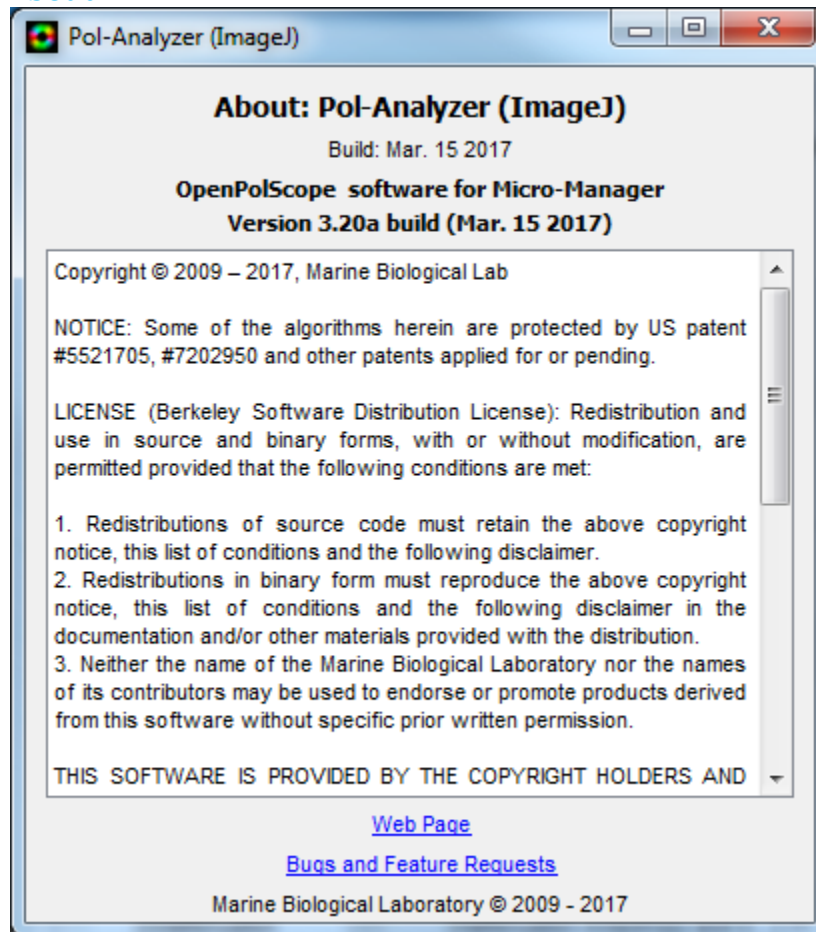 Pol-Analyzer (ImageJ)
About: Pol-Analyzer (ImageJ)
Build: Mar. 15 2017
OpenPolScope software for Micro-Manager
Version 3.20a build (Mar. 15 2017)
Copyright © 2009 – 2017, Marine Biological Lab
NOTICE: Some of the algorithms herein are protected by US patent
#5521705, #7202950 and other patents applied for or pending.
LICENSE (Berkeley Software Distribution License): Redistribution and
use in source and binary forms, with or without modification, are
permitted provided that the following conditions are met:
1. Redistributions of source code must retain the above copyright
notice, this list of conditions and the following disclaimer.
2. Redistributions in binary form must reproduce the above copyright
notice, this list of conditions and the following disclaimer in the
documentation and/or other materials provided with the distribution.
3. Neither the name of the Marine Biological Laboratory nor the names
of its contributors may be used to endorse or promote products derived
from this software without specific prior written permission.
THIS SOFTWARE IS PROVIDED BY THE COPYRIGHT HOLDERS AND
Web Page
Bugs and Feature Requests
Marine Biological Laboratory © 2009 - 2017